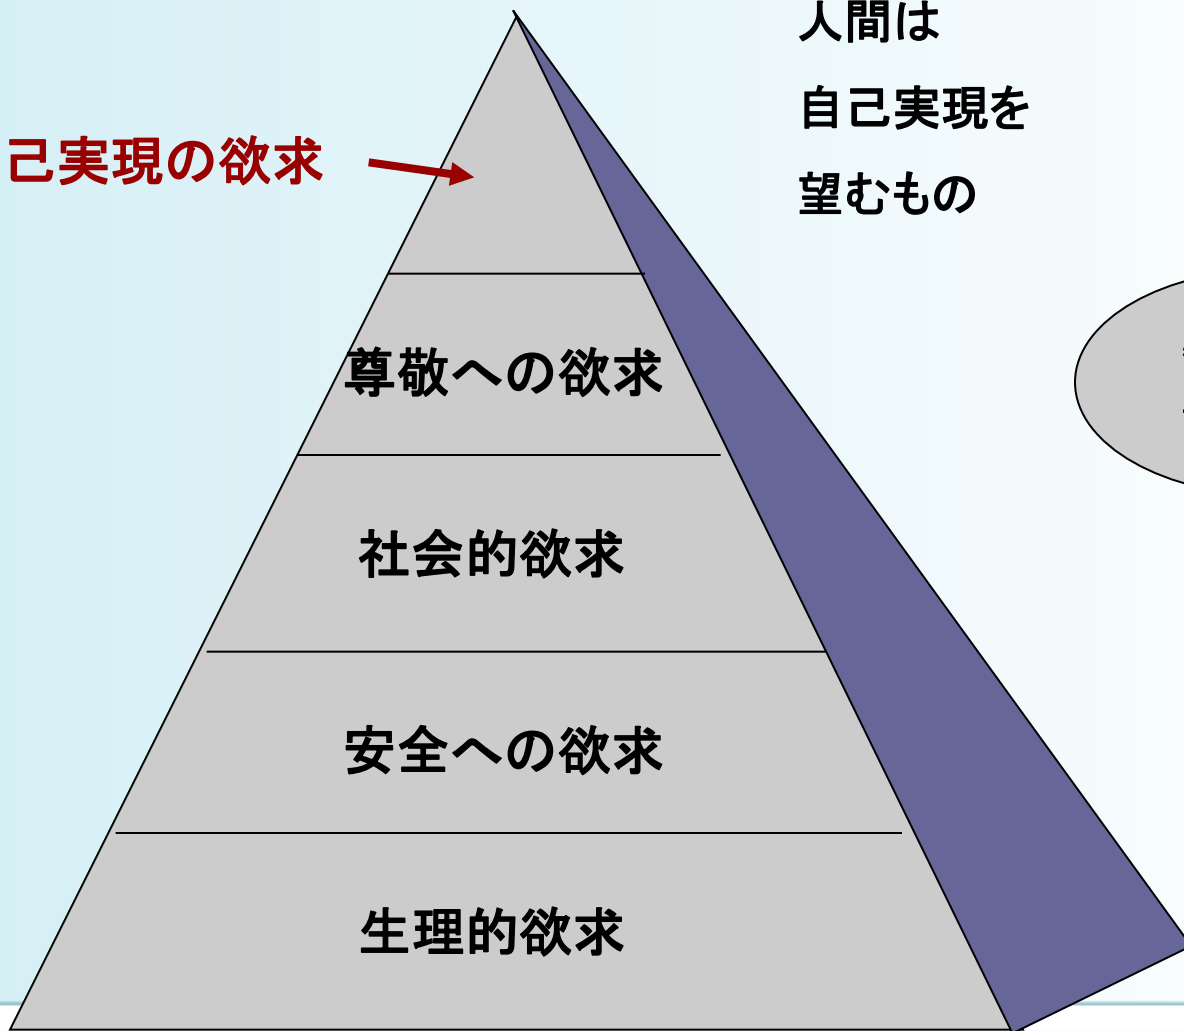 人間は
自己実現を
望むもの
己実現の欲求
尊敬への欲求
社会的欲求
安全への欲求
生理的欲求